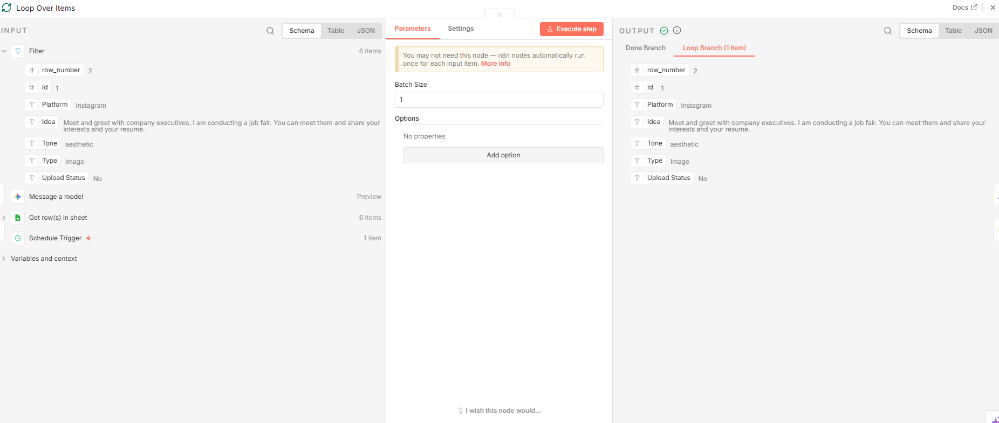 Loop Over Items
Docs
INPUT
Schema
Table
JSON
Filter
6 items
# row_number 2
# Id 1
T Platform Instagram
T Idea Meet and greet with company executives. I am conducting a job fair. You can meet them and share your
interests and your resume.
T Tone aesthetic
T Type Image
T Upload Status No
Message a model
Preview
Get row(s) in sheet
6 items
Schedule Trigger
1 item
Variables and context
Parameters
Settings
Execute step
You may not need this node — n8n nodes automatically run
once for each input item. More info
Batch Size
1
Options
No properties
Add option
I wish this node would...
OUTPUT
Schema
Table
JSON
Done Branch
Loop Branch (1 item)
# row_number 2
# Id 1
T Platform Instagram
T Idea Meet and greet with company executives. I am conducting a job fair. You can meet them and share your
interests and your resume.
T Tone aesthetic
T Type Image
T Upload Status No